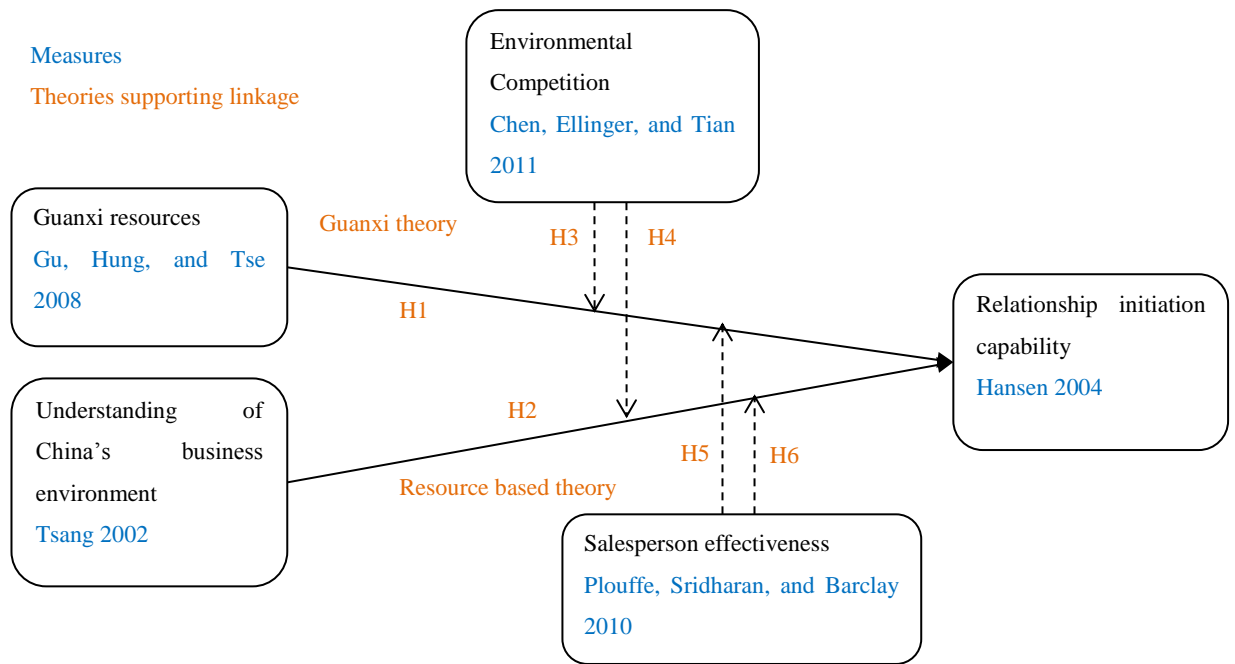 Measures
Theories supporting linkage
Environmental
Competition
Chen, Ellinger, and Tian
2011
Guanxi resources
Gu, Hung, and Tse
2008
Guanxi theory
H1
H3
H4
Relationship initiation
capability
Hansen 2004
Understanding of
China’s business
environment
Tsang 2002
H2
Resource based theory
H5
H6
Salesperson effectiveness
Plouffe, Sridharan, and Barclay
2010